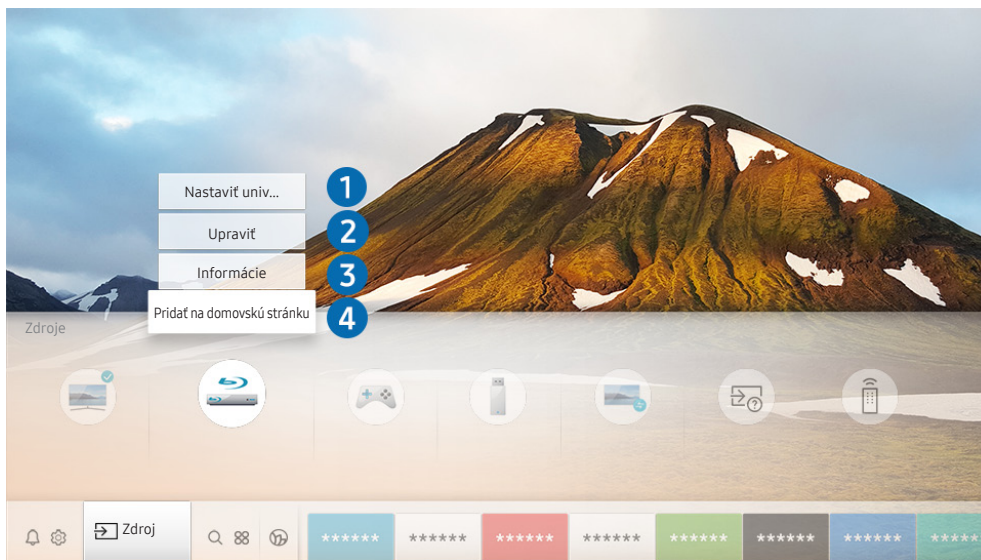 Nastaviť univ...
1
Upraviť
2
Informácie
3
Pridať na domovskú stránku
4
Zdroje
Zdroj
****** ****** ****** ****** ****** ****** ****** *****